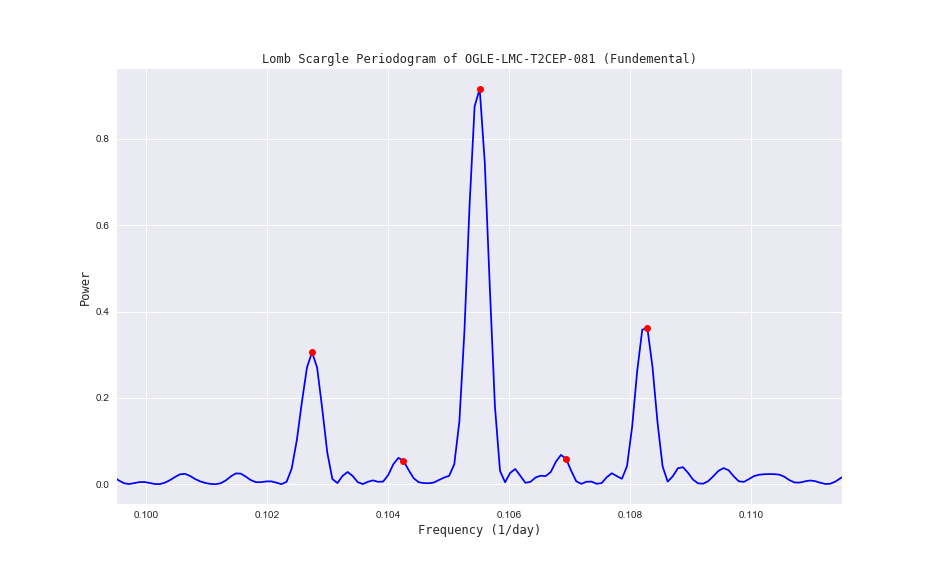 Lomb Scargle Periodogram of OGLE-LMC-T2CEP-081 (Fundemental)
Power
0.8
0.6
0.4
0.2
0.0
0.100 0.102 0.104 0.106 0.108 0.110
Frequency (1/day)